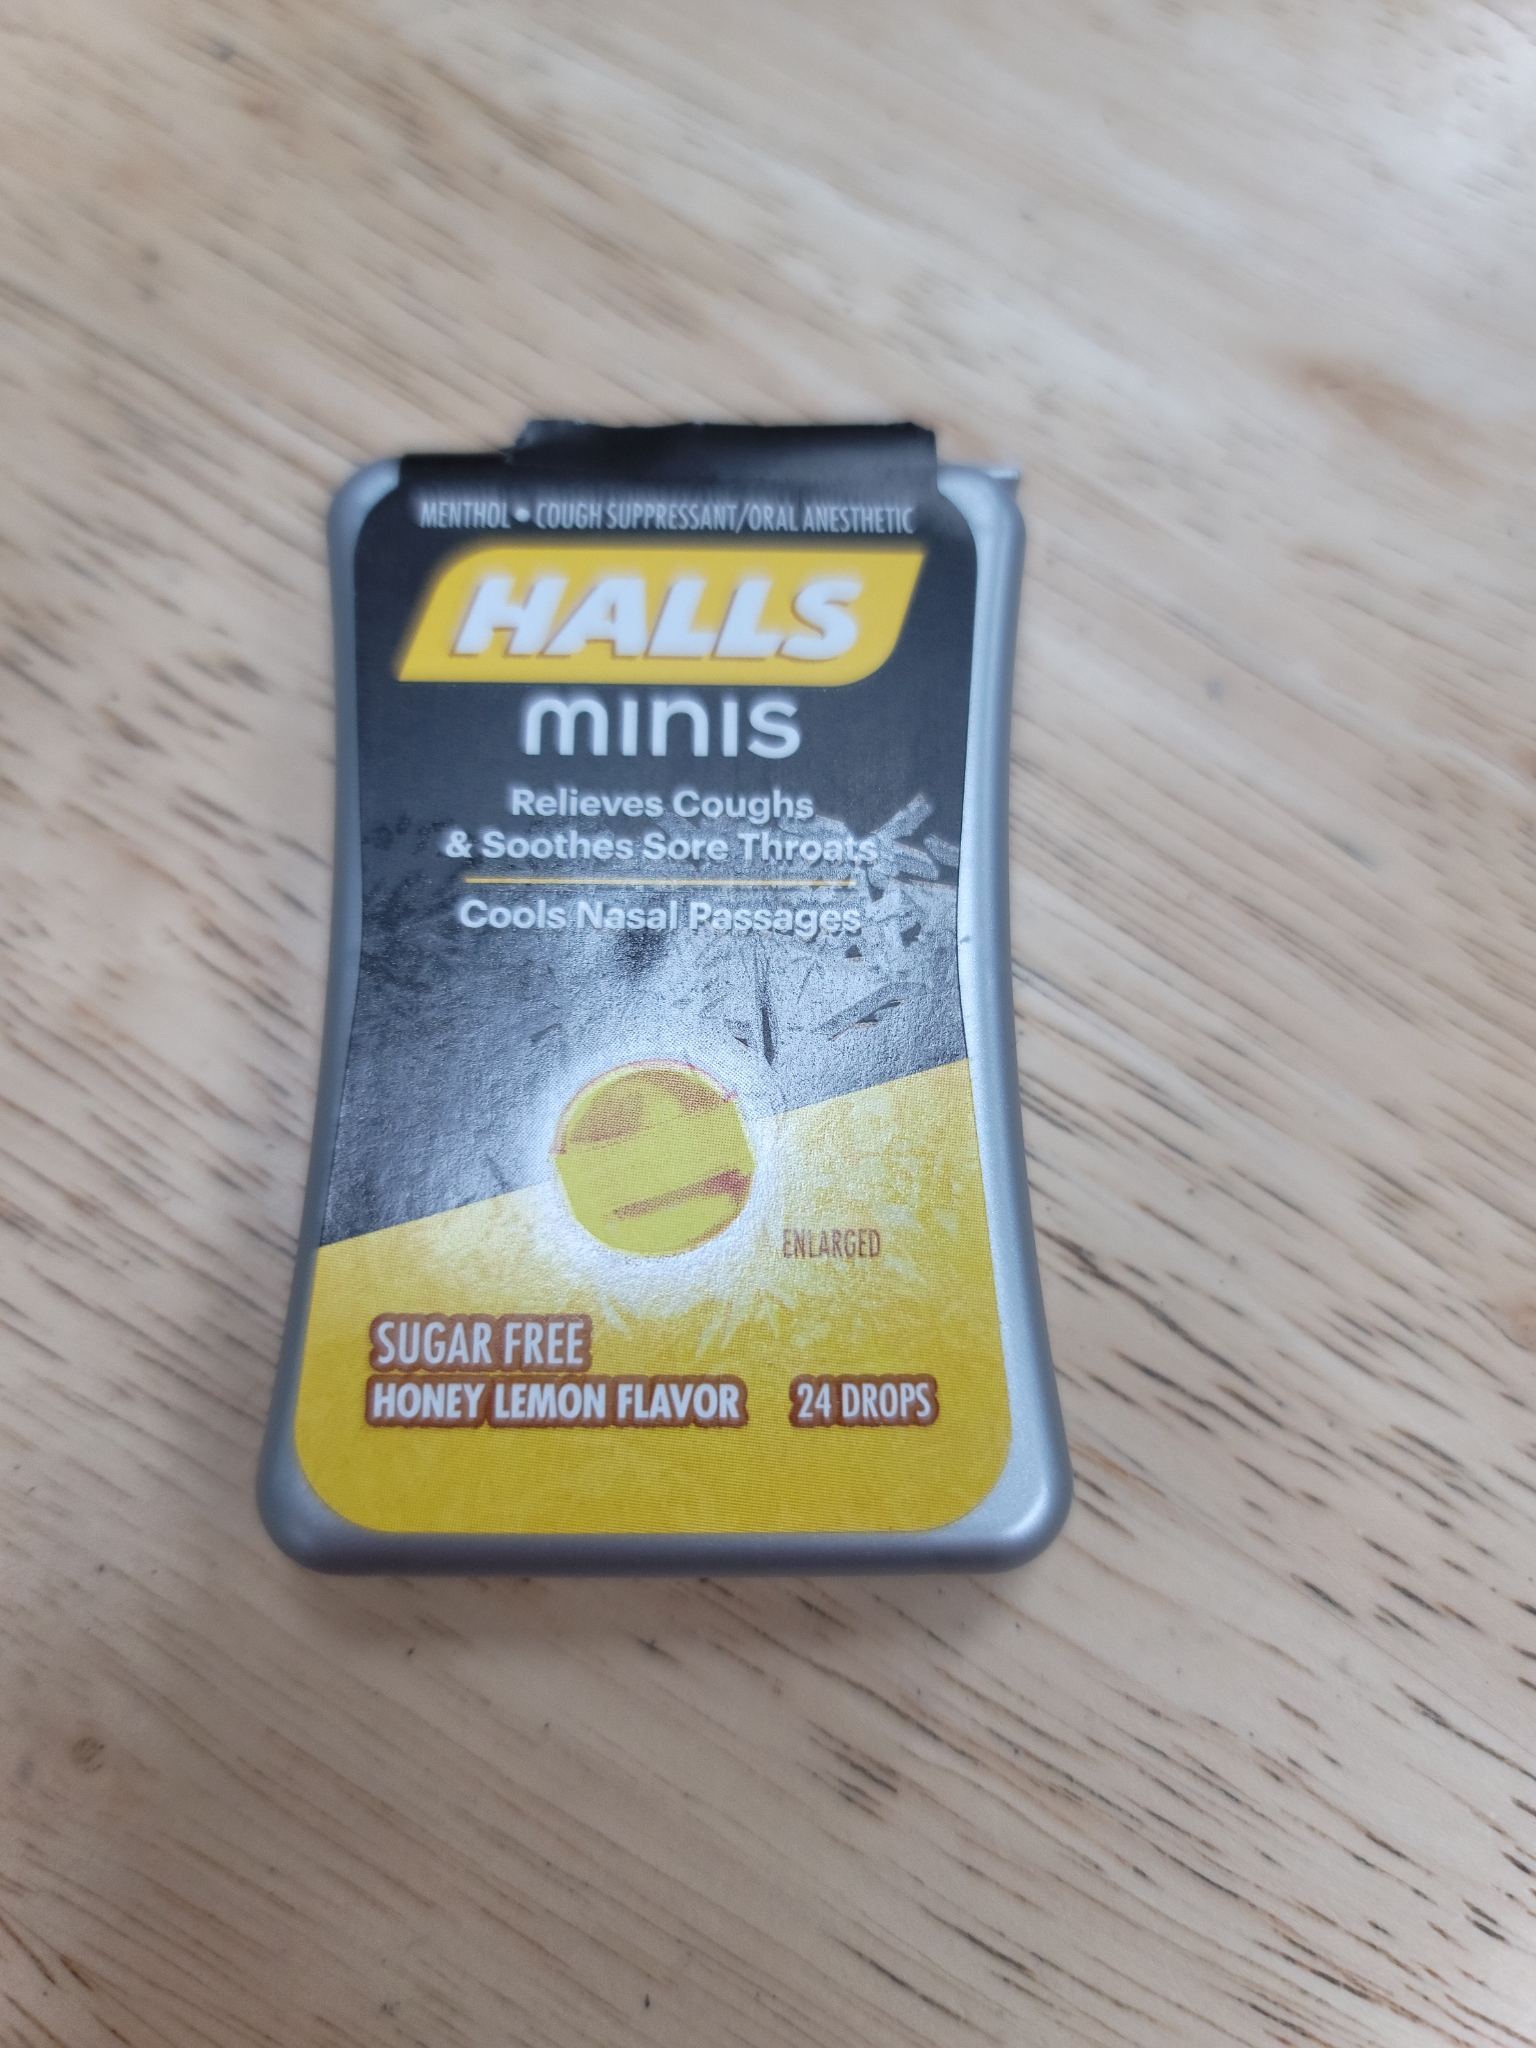 MENTHOL • COUGH SUPPRESSANT/ORAL ANESTHETIC
HALLS
minis
Relieves Coughs
& Soothes Sore Throats
Cools Nasal Passages
ENLARGED
SUGAR FREE
HONEY LEMON FLAVOR 24 DROPS